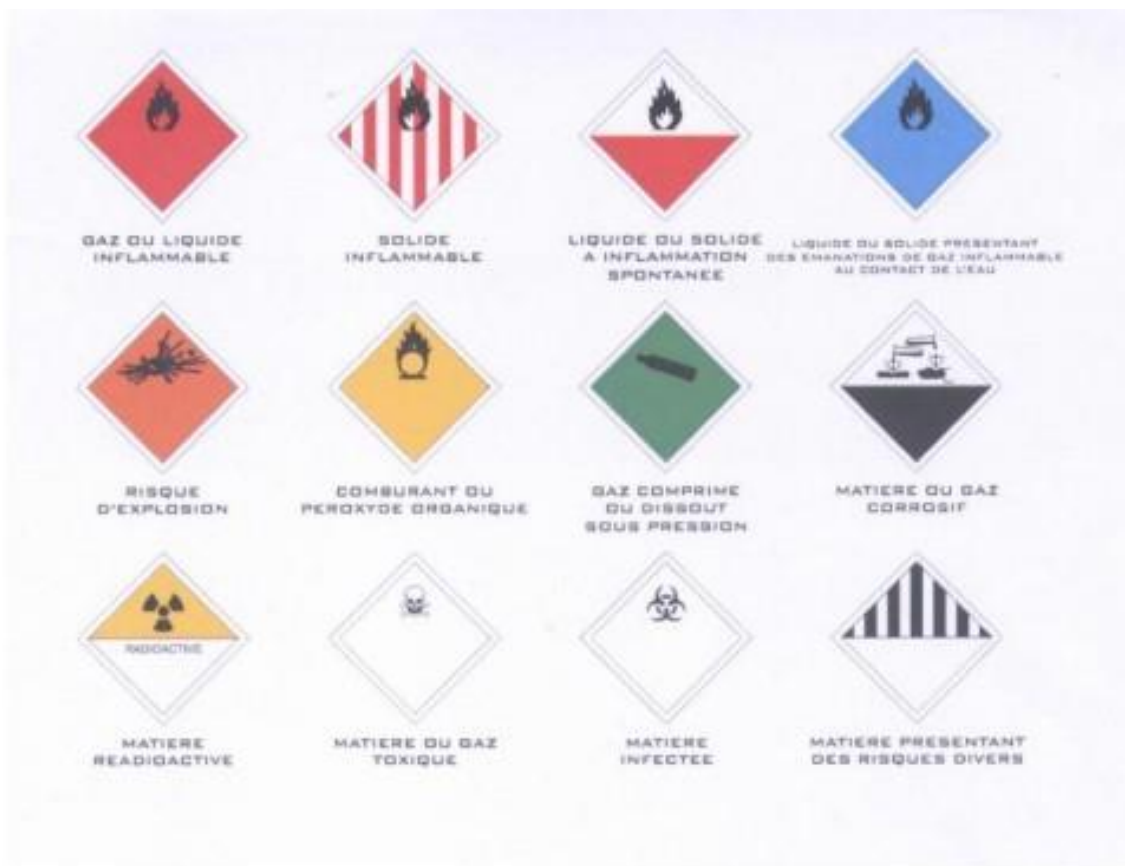 GAZ OU LIQUIDE
INFLAMMABLE
SOLIDE
INFLAMMABLE
LIQUIDE OU SOLIDE
A INFLAMMATION
SPONTANEE
LIQUIDE OU SOLIDE PRESENTANT
DES EMANATIONS DE GAZ INFLAMMABLE
AU CONTACT DE L'EAU
RISQUE
D'EXPLOSION
COMBURANT OU
PEROXYDE ORGANIQUE
GAZ COMPRIME
OU DISSOUT
SOUS PRESSION
MATIERE OU GAZ
CORROSIF
RADIOACTIVE
MATIERE
READIOACTIVE
MATIERE OU GAZ
TOXIQUE
MATIERE
INFECTEE
MATIERE PRESENTANT
DES RISQUES DIVERS